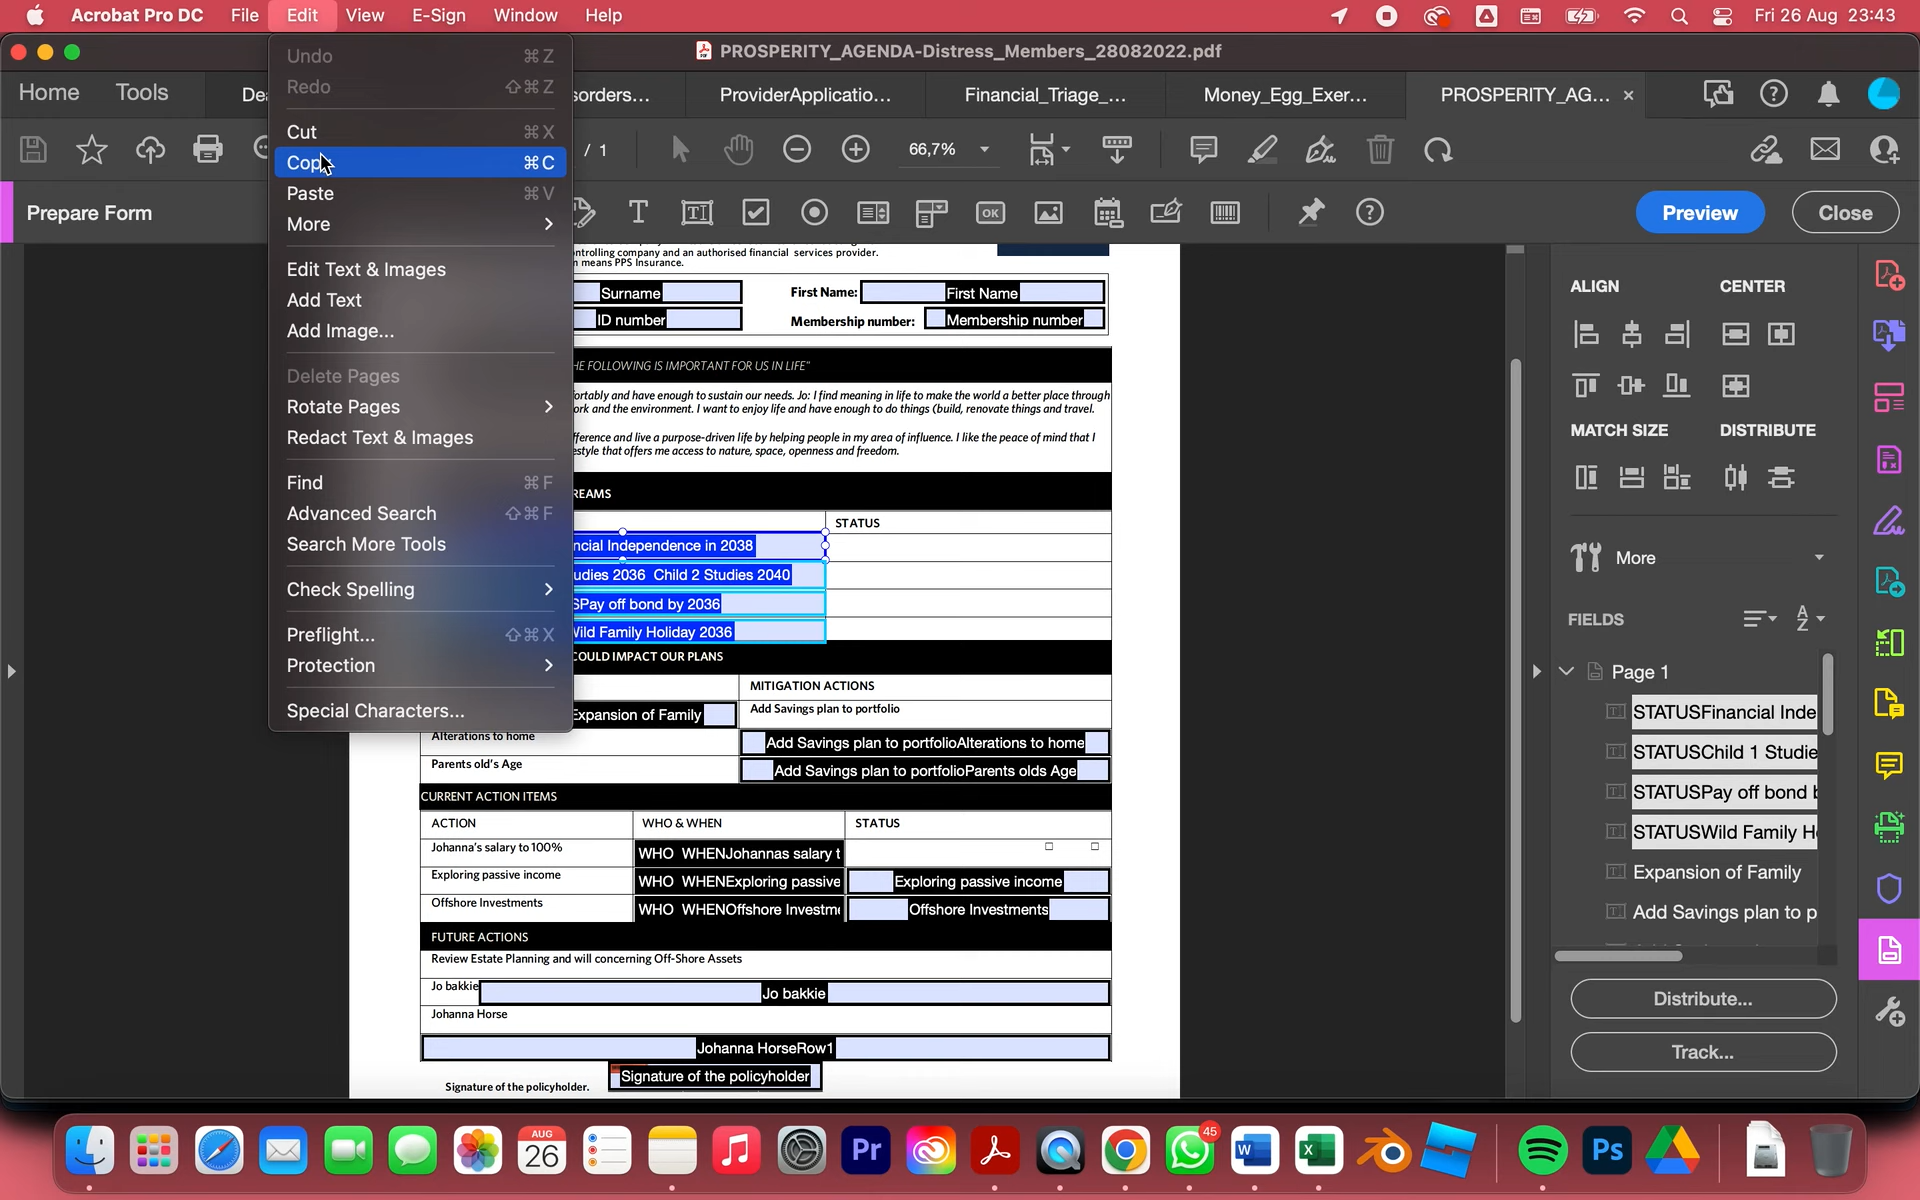 Acrobat Pro DC File Edit View E-Sign Window Help Fri 26 Aug 23:43
PROSPERITY_AGENDA-Distress_Members_28082022.pdf
Home Tools sorders... ProviderApplicatio... Financial_Triage_... Money_Egg_Exer... PROSPERITY_AG... ×
/ 1 66,7%
Prepare Form
OK
Preview Close
Undo ⌘Z
Redo ⇧⌘Z
Cut ⌘X
Copy ⌘C
Paste ⌘V
More
Edit Text & Images
Add Text
Add Image...
Delete Pages
Rotate Pages
Redact Text & Images
Find ⌘F
Advanced Search ⇧⌘F
Search More Tools
Check Spelling
Preflight... ⇧⌘X
Protection
Special Characters...
ntrolling company and an authorised financial services provider.
n means PPS Insurance.
Surname First Name: First Name
ID number Membership number: Membership number
HE FOLLOWING IS IMPORTANT FOR US IN LIFE"
ortably and have enough to sustain our needs. Jo: I find meaning in life to make the world a better place through
ork and the environment. I want to enjoy life and have enough to do things (build, renovate things and travel.
fference and live a purpose-driven life by helping people in my area of influence. I like the peace of mind that I
estyle that offers me access to nature, space, openness and freedom.
REAMS
STATUS
ncial Independence in 2038
udies 2036 Child 2 Studies 2040
SPay off bond by 2036
Wild Family Holiday 2036
COULD IMPACT OUR PLANS
MITIGATION ACTIONS
Expansion of Family Add Savings plan to portfolio
Alterations to home Add Savings plan to portfolioAlterations to home
Parents old's Age Add Savings plan to portfolioParents olds Age
CURRENT ACTION ITEMS
ACTION WHO & WHEN STATUS
Johanna's salary to 100% WHO WHENJohannas salary t
Exploring passive income WHO WHENExploring passive Exploring passive income
Offshore Investments WHO WHENOffshore Investm Offshore Investments
FUTURE ACTIONS
Review Estate Planning and will concerning Off-Shore Assets
Jo bakkie Jo bakkie
Johanna Horse
Johanna HorseRow1
Signature of the policyholder. Signature of the policyholder
ALIGN CENTER
MATCH SIZE DISTRIBUTE
More
FIELDS
Page 1
STATUSFinancial Inde
STATUSChild 1 Studie
STATUSPay off bond b
STATUSWild Family H
Expansion of Family
Add Savings plan to p
Distribute...
Track...
AUG
26
Pr
45
W
X
Ps